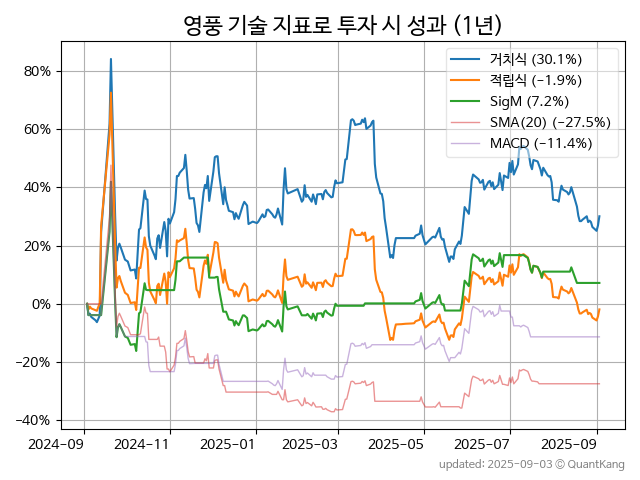 영풍 기술 지표로 투자 시 성과 (1년)
거치식 (30.1%)
적립식 (−1.9%)
SigM (7.2%)
SMA(20) (−27.5%)
MACD (−11.4%)
80%
60%
40%
20%
0%
−20%
−40%
2024-09 2024-11 2025-01 2025-03 2025-05 2025-07 2025-09
updated: 2025-09-03 © QuantKang